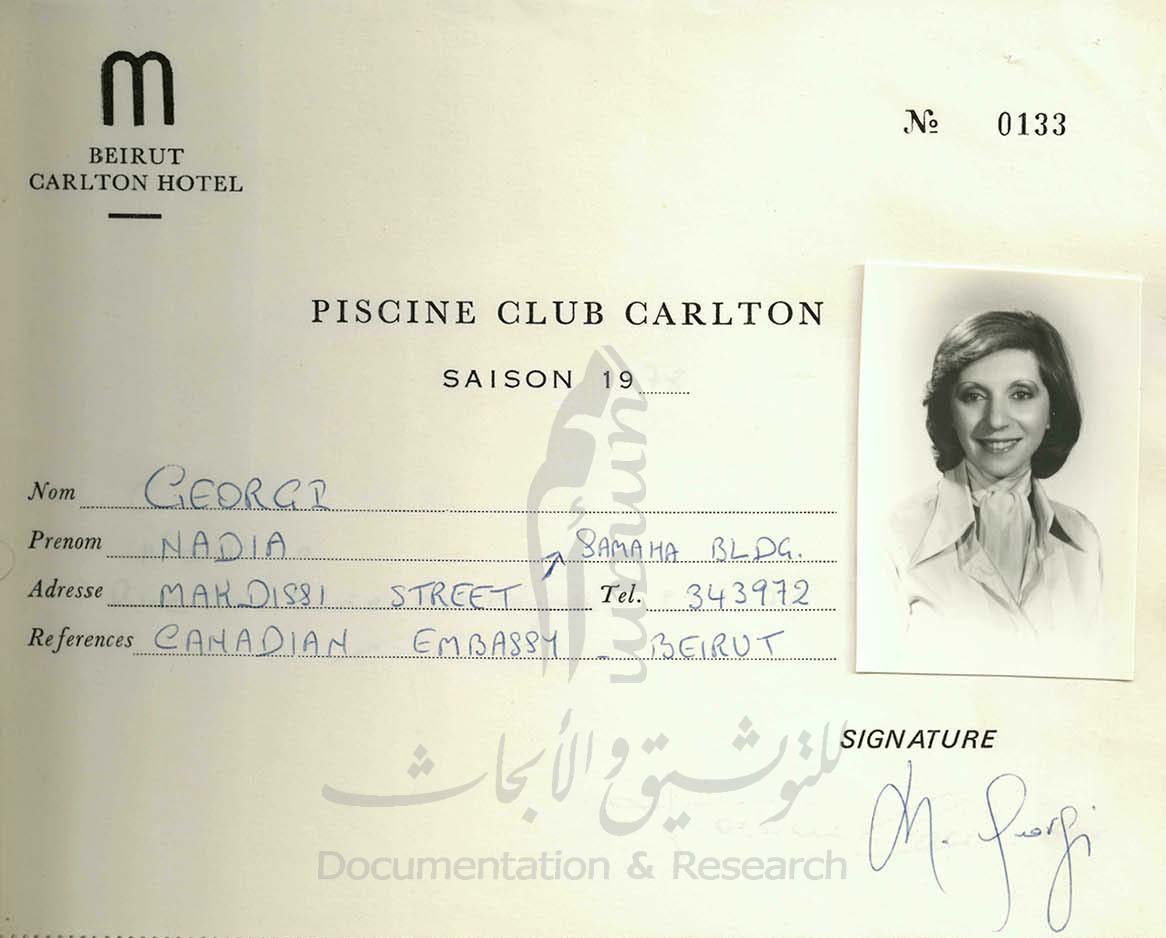 m
BEIRUT
CARLTON HOTEL
№ 0133
PISCINE CLUB CARLTON
SAISON 19........
Nom GEORGI
Prenom NADIA
SAMAHA BLDG.
Adresse MAKDISSI STREET Tel. 343972
References CANADIAN EMBASSY - BEIRUT
SIGNATURE
N. Georgi
للتوثيق والأبحاث
Documentation & Research